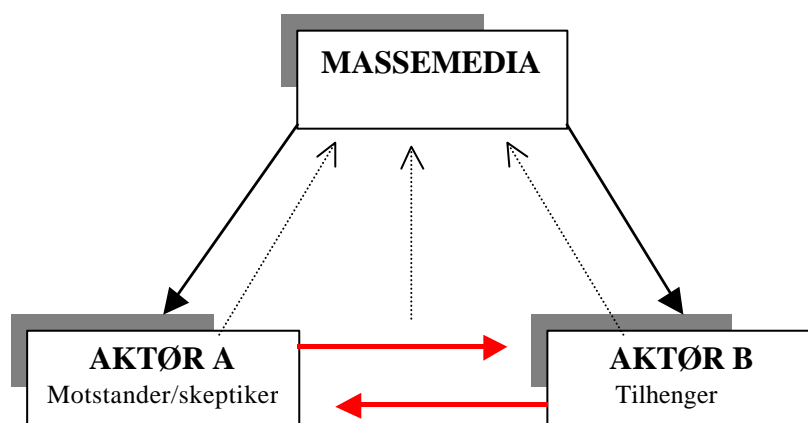 MASSEMEDIA
AKTØR A
Motstander/skeptiker
AKTØR B
Tilhenger